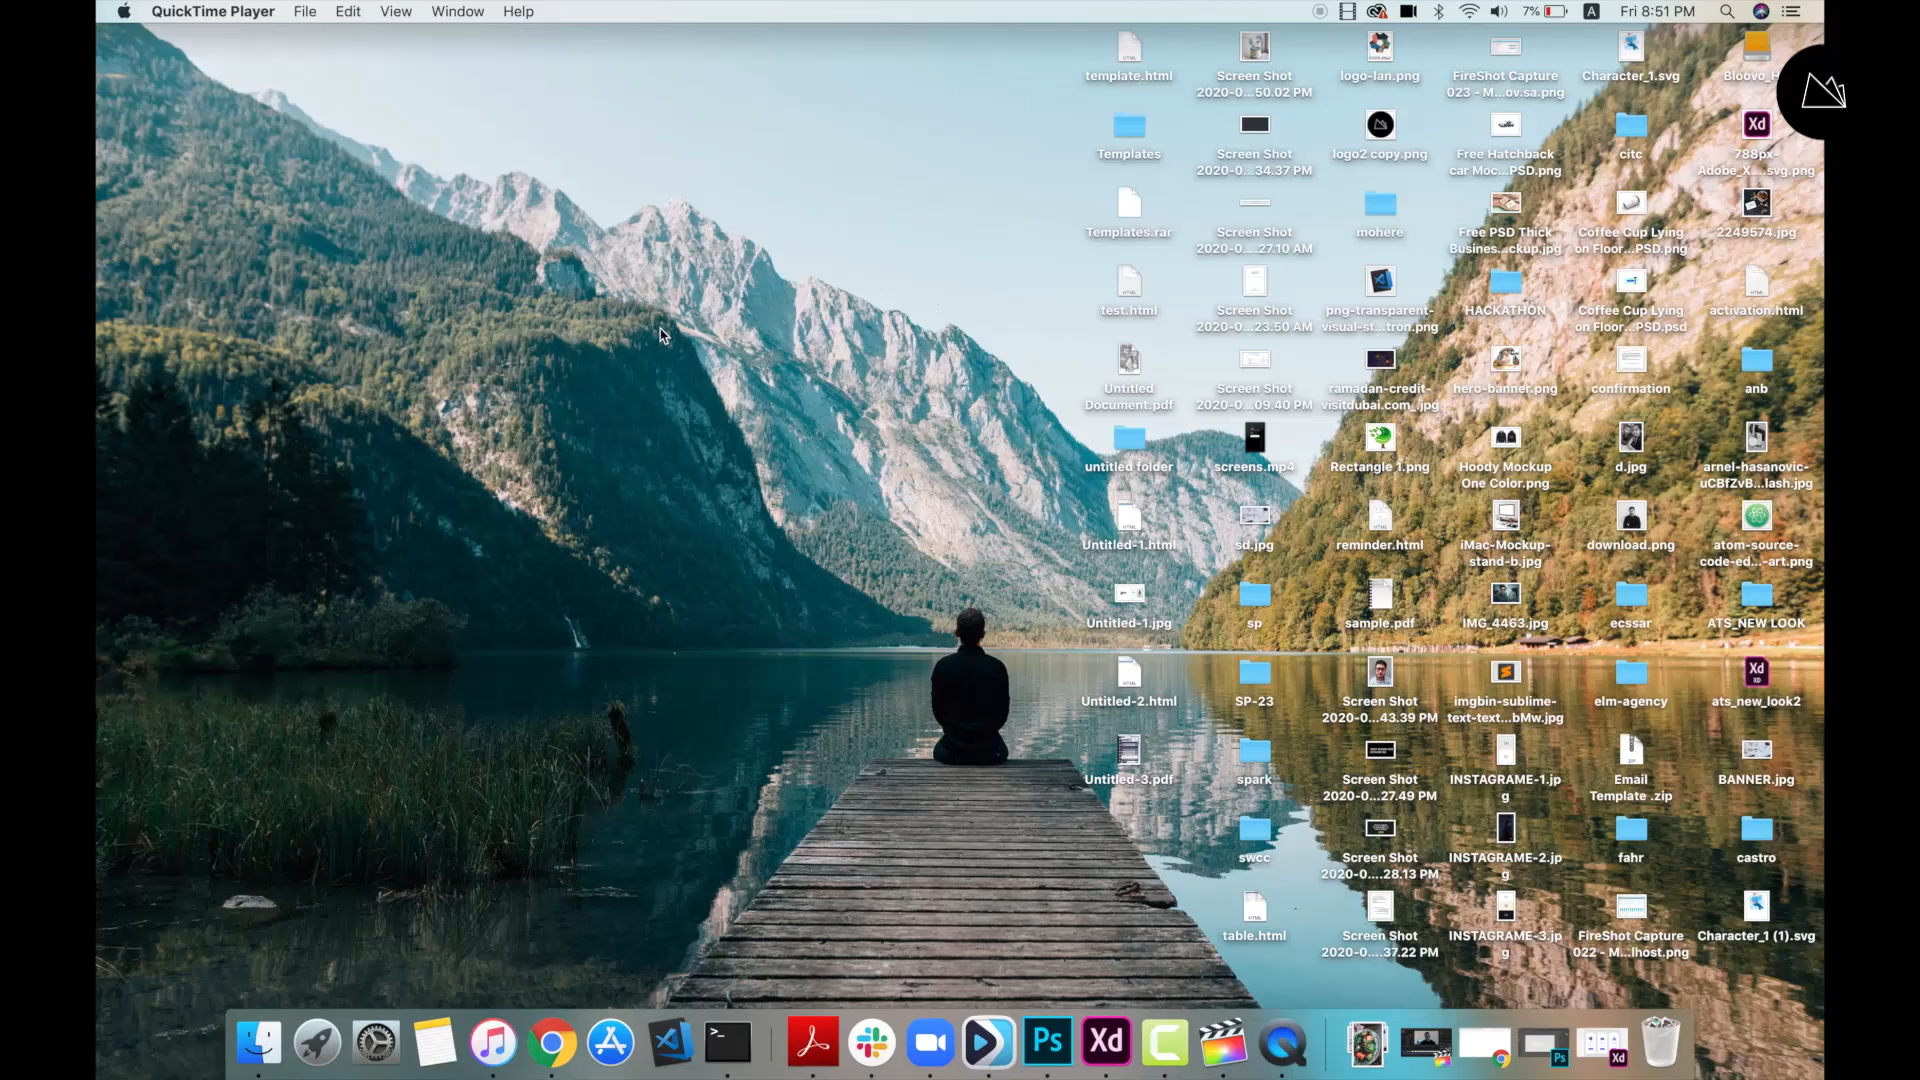 QuickTime Player File Edit View Window Help 7% A Fri 8:51 PM
template.html
Screen Shot
2020-0...50.02 PM
logo-lan.png
FireShot Capture
023 - M...ov.sa.png
Character_1.svg
Bloovo_H
Templates
Screen Shot
2020-0...34.37 PM
logo2 copy.png
Free Hatchback
car Moc...PSD.png
citc
Xd
788px-
Adobe_X....svg.png
Templates.rar
Screen Shot
2020-0....27.10 AM
mohere
Free PSD Thick
Busines...ckup.jpg
Coffee Cup Lying
on Floor...PSD.png
2249574.jpg
test.html
Screen Shot
2020-0...23.50 AM
png-transparent-
visual-st...tron.png
HACKATHON
Coffee Cup Lying
on Floor...PSD.psd
activation.html
Untitled
Document.pdf
Screen Shot
2020-0...09.40 PM
ramadan-credit-
visitdubai.com_.jpg
hero-banner.png
confirmation
anb
untitled folder
screens.mp4
Rectangle 1.png
Hoody Mockup
One Color.png
d.jpg
arnel-hasanovic-
uCBfZvB...lash.jpg
Untitled-1.html
sd.jpg
reminder.html
iMac-Mockup-
stand-b.jpg
download.png
atom-source-
code-ed...-art.png
Untitled-1.jpg
sp
sample.pdf
IMG_4463.jpg
ecssar
ATS_NEW LOOK
Untitled-2.html
SP-23
Screen Shot
2020-0...43.39 PM
imgbin-sublime-
text-text...bMw.jpg
elm-agency
Xd
XD
ats_new_look2
Untitled-3.pdf
spark
Screen Shot
2020-0...27.49 PM
INSTAGRAME-1.jp
g
Email
Template .zip
BANNER.jpg
swcc
Screen Shot
2020-0...28.13 PM
INSTAGRAME-2.jp
g
fahr
castro
table.html
Screen Shot
2020-0....37.22 PM
INSTAGRAME-3.jp
g
FireShot Capture
022 - M...lhost.png
Character_1 (1).svg
Ps
Xd
Ps
Xd